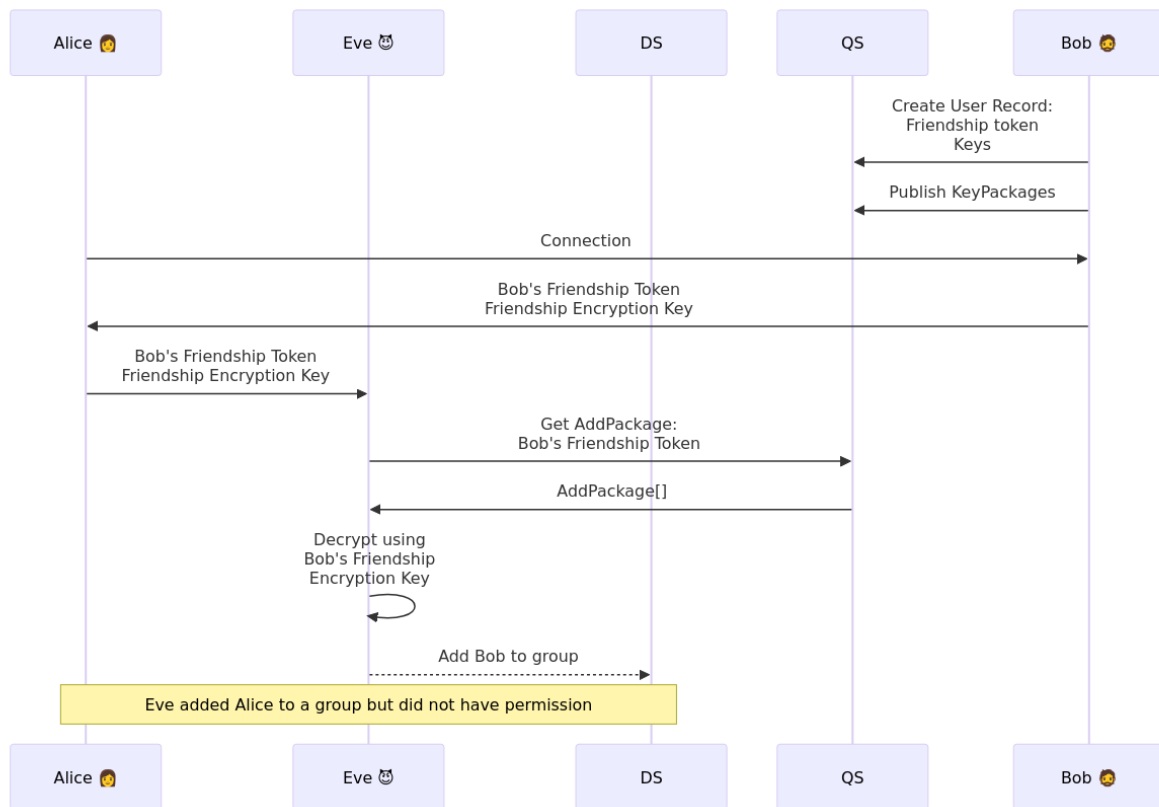 Alice 👩
Eve 😈
DS
QS
Bob 🧔
Create User Record:
Friendship token
Keys
Publish KeyPackages
Connection
Bob's Friendship Token
Friendship Encryption Key
Bob's Friendship Token
Friendship Encryption Key
Get AddPackage:
Bob's Friendship Token
AddPackage[]
Decrypt using
Bob's Friendship
Encryption Key
Add Bob to group
Eve added Alice to a group but did not have permission
Alice 👩
Eve 😈
DS
QS
Bob 🧔